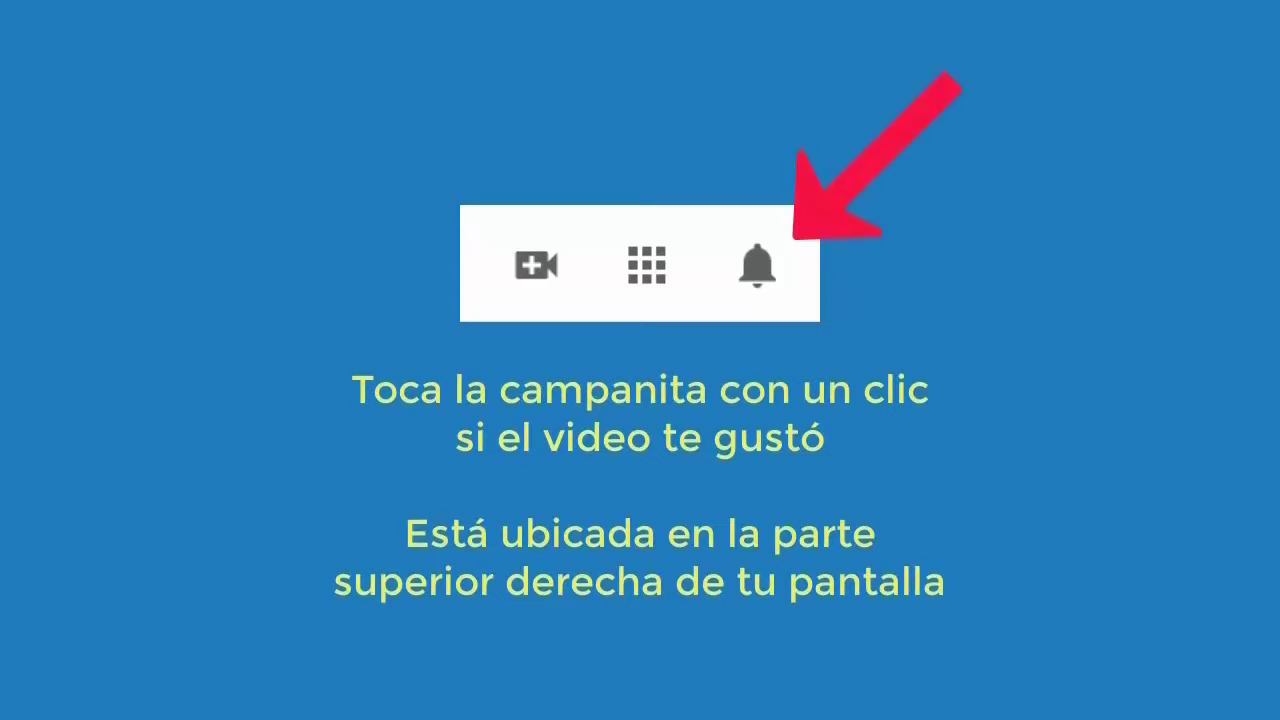 Toca la campanita con un clic
si el video te gustó
Está ubicada en la parte
superior derecha de tu pantalla